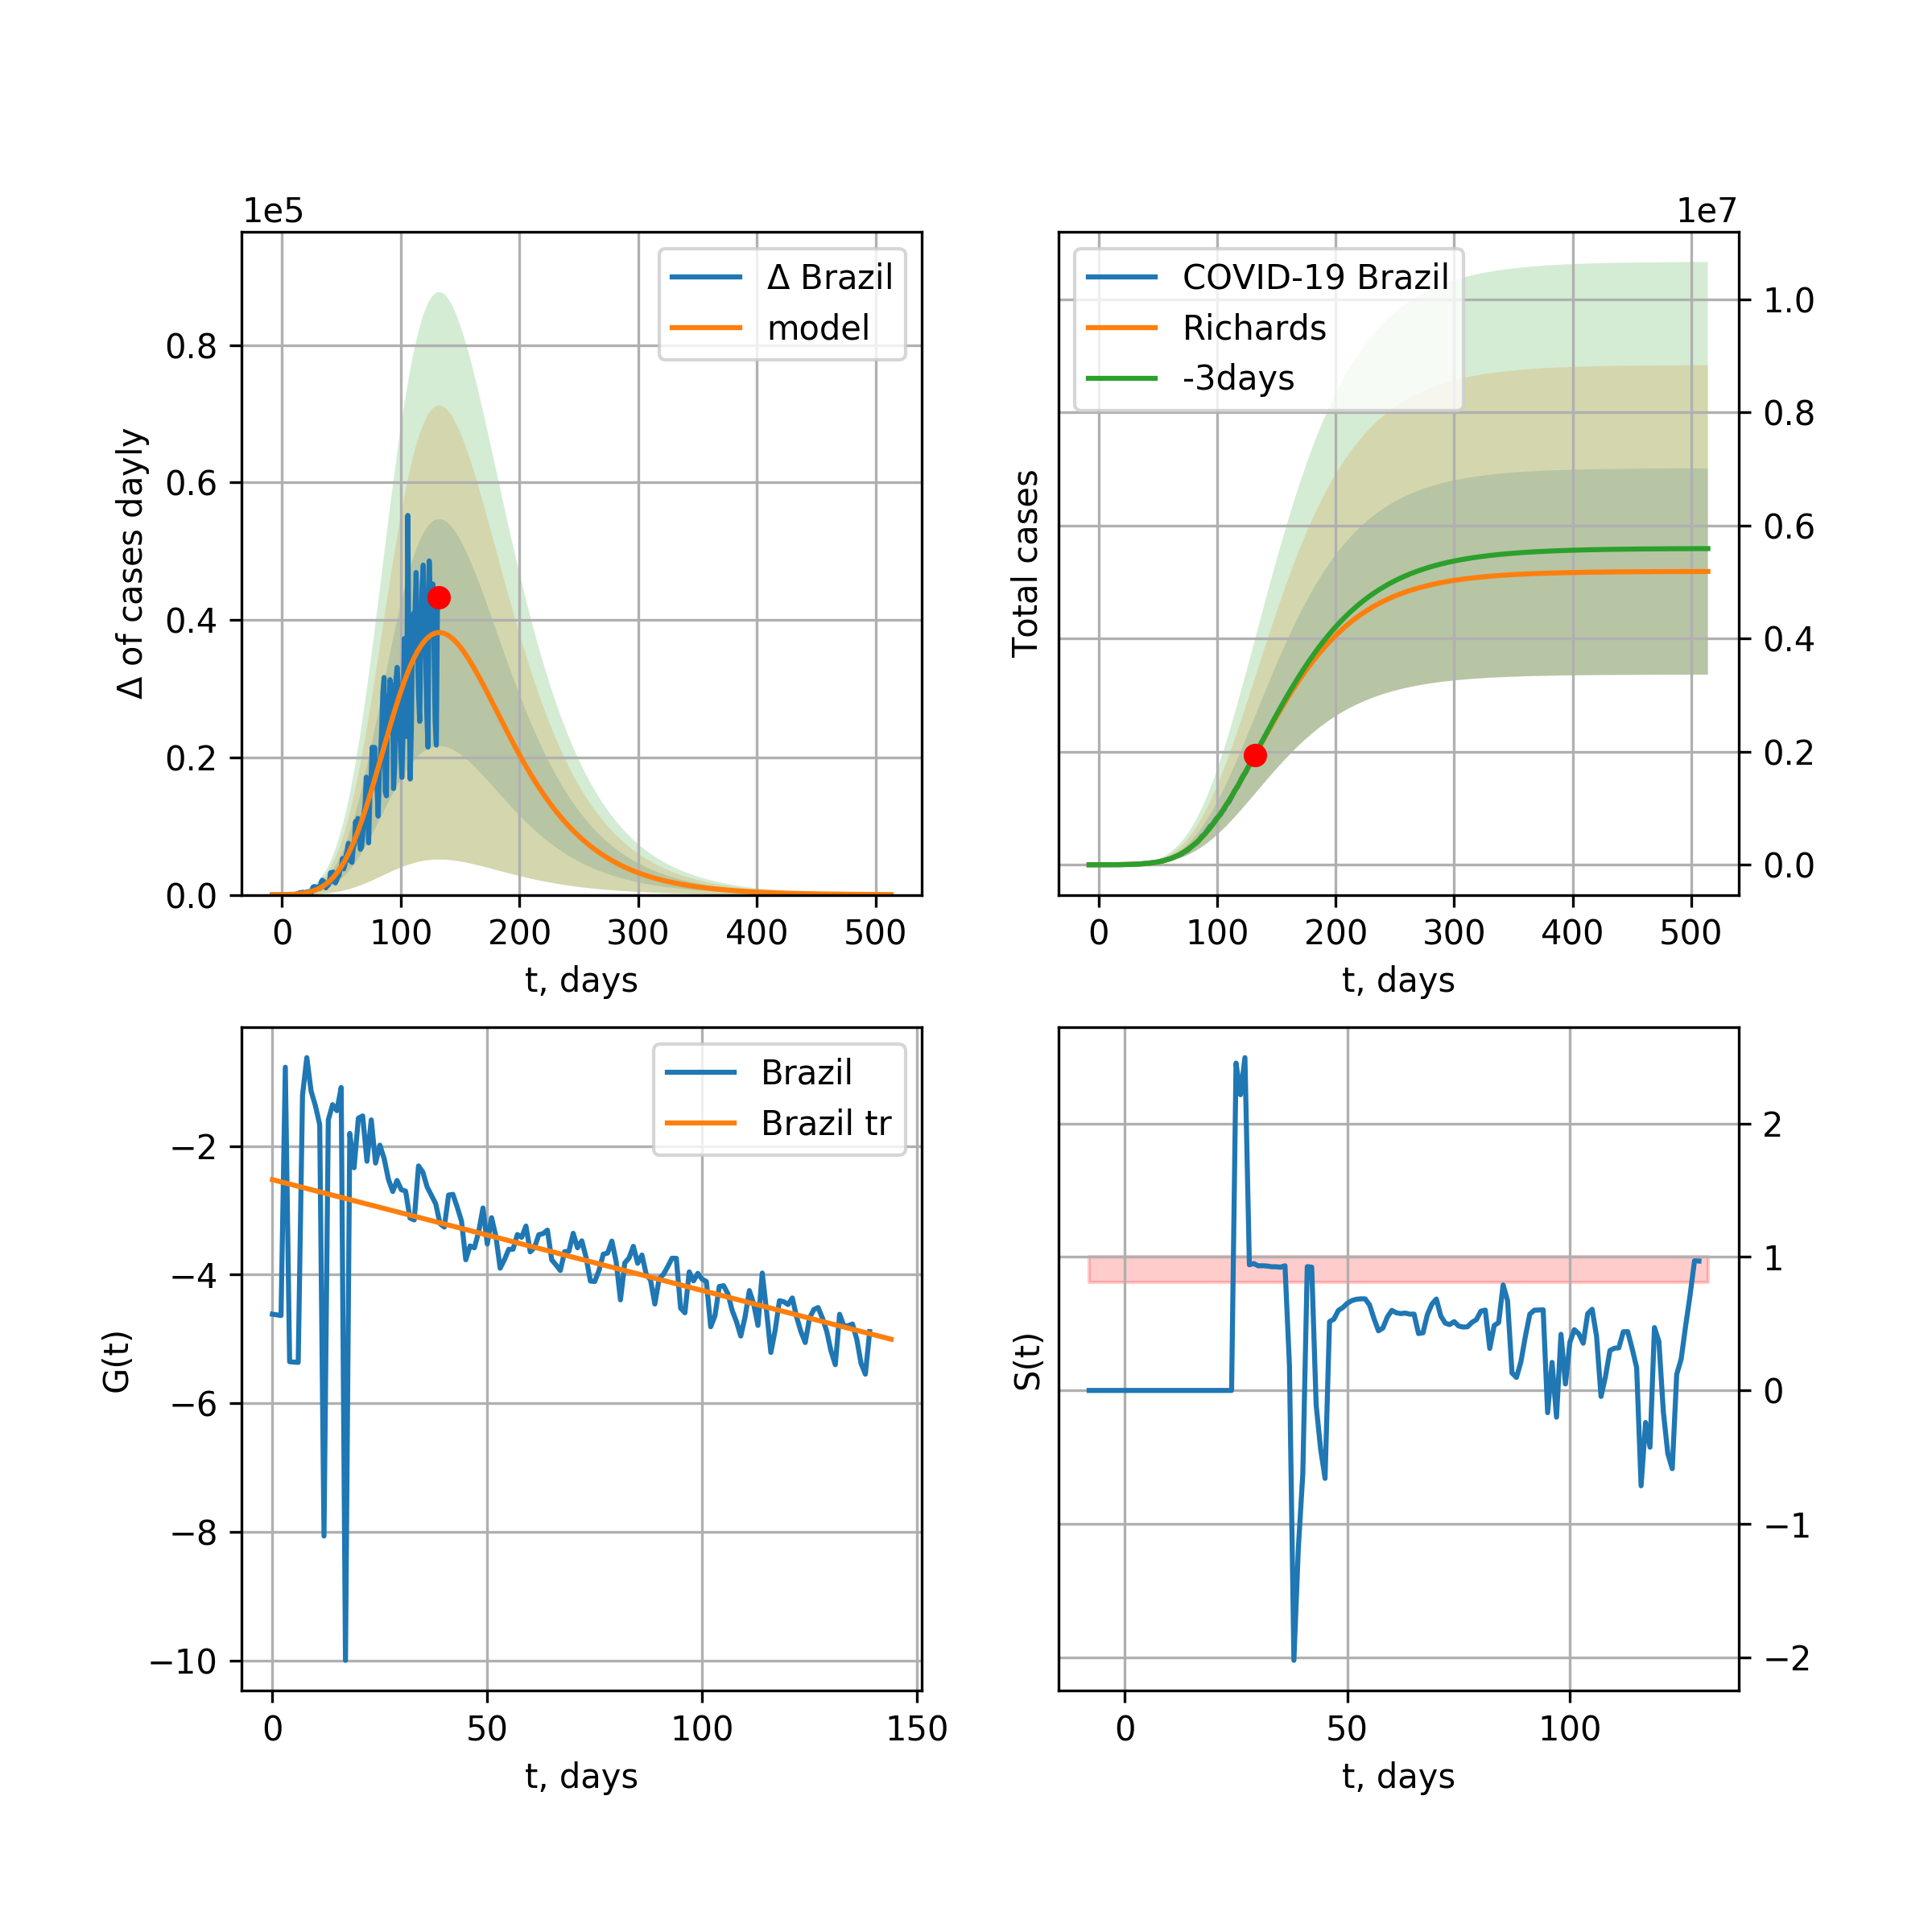 1e5
Δ Brazil
model
0.8
0.6
0.4
0.2
0.0
Δ of cases dayly
0 100 200 300 400 500
t, days
1e7
COVID-19 Brazil
Richards
-3days
1.0
0.8
0.6
0.4
0.2
0.0
Total cases
0 100 200 300 400 500
t, days
Brazil
Brazil tr
−2
−4
−6
−8
−10
G(t)
0 50 100 150
t, days
2
1
0
−1
−2
S(t)
0 50 100
t, days